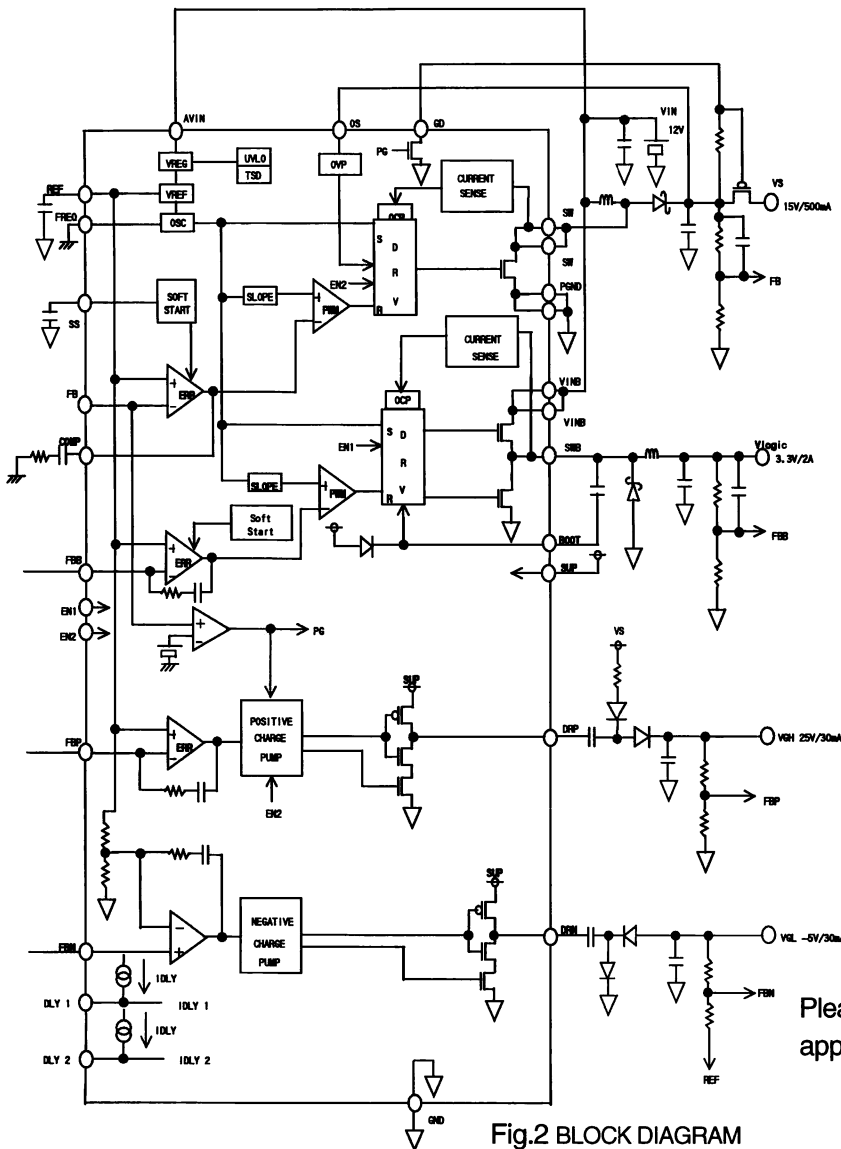 AVIN
OS
GD
VIN
12V
PG
VREG
UVLO
TSD
OVP
REF
VREF
CURRENT
SENSE
VS
15V/500mA
FREQ
OSC
OCP
SW
SW
S
D
R
V
R
EN2
SLOPE
PWM
PGND
FB
SOFT
START
SS
CURRENT
SENSE
VINB
VINB
ERR
FB
OCP
COMP
S
D
R
V
R
EN1
SWB
Vlogic
3.3V/2A
SLOPE
PWM
Soft
Start
BOOT
FBB
ERR
FBB
SUP
EN1
EN2
PG
VS
SUP
POSITIVE
CHARGE
PUMP
DRP
VGH 25V/30mA
ERR
FBP
FBP
EN2
SUP
NEGATIVE
CHARGE
PUMP
DRN
VGL -5V/30m
FBN
IDLY
FBN
DLY 1
IDLY 1
IDLY
DLY 2
IDLY 2
REF
Plea
app
GND
Fig.2 BLOCK DIAGRAM